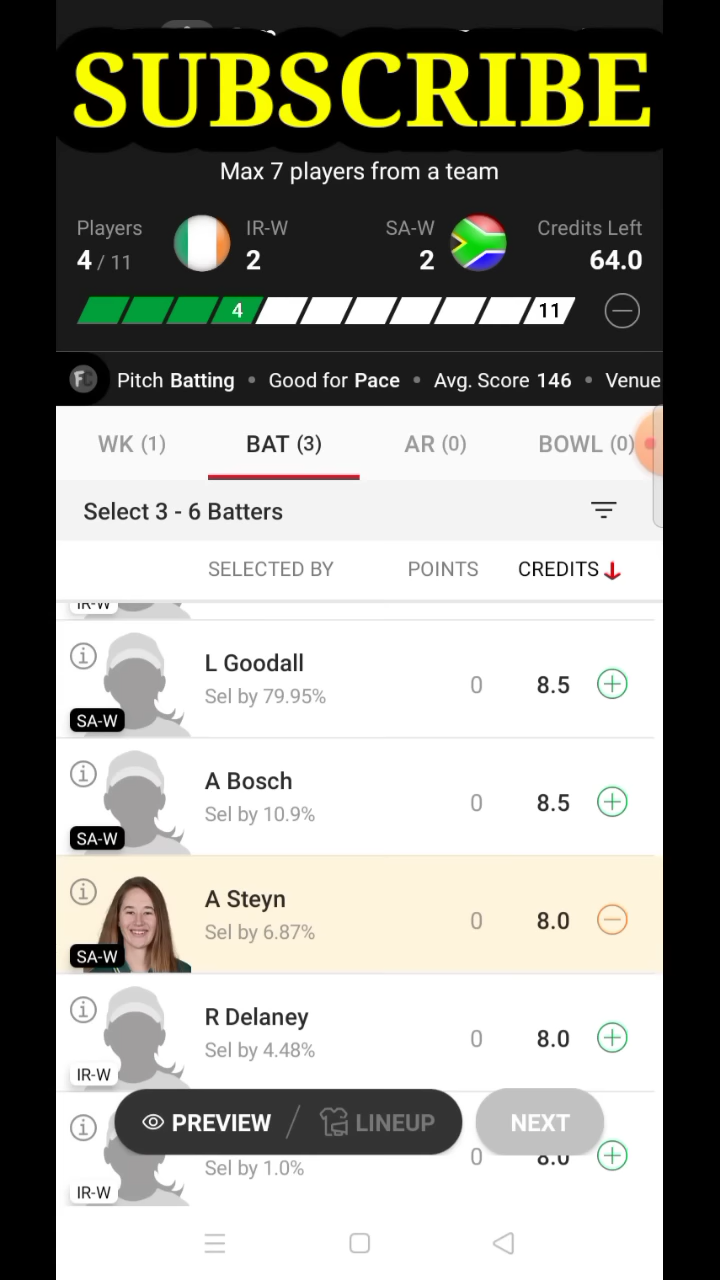 SUBSCRIBE
Max 7 players from a team
Players IR-W SA-W Credits Left
4 / 11 2 2 64.0
4 11
FC Pitch Batting • Good for Pace • Avg. Score 146 • Venue
WK (1) BAT (3) AR (0) BOWL (0)
Select 3 - 6 Batters
SELECTED BY POINTS CREDITS
IR-W
L Goodall
Sel by 79.95% 0 8.5
SA-W
A Bosch
Sel by 10.9% 0 8.5
SA-W
A Steyn
Sel by 6.87% 0 8.0
SA-W
R Delaney
Sel by 4.48% 0 8.0
IR-W
PREVIEW / LINEUP NEXT
Sel by 1.0% 0 8.0
IR-W